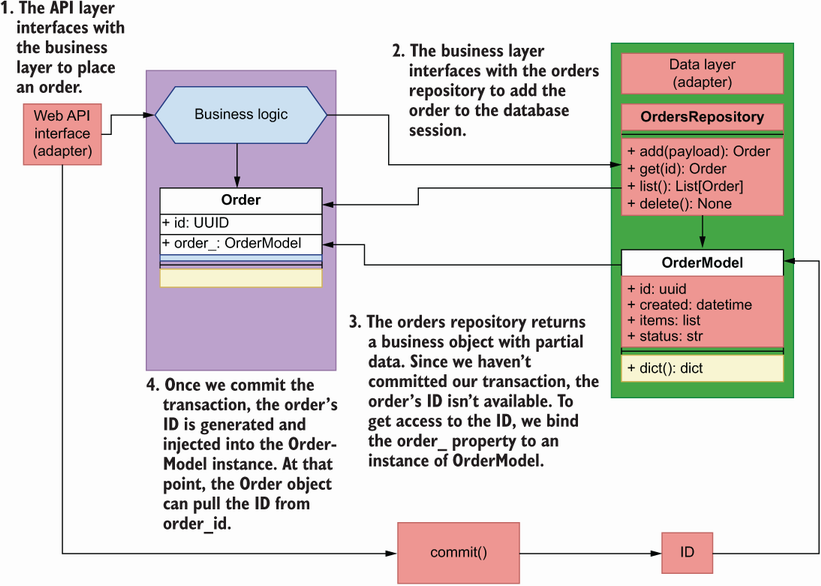 1. The API layer
interfaces with
the business
layer to place
an order.
2. The business layer
interfaces with the orders
repository to add the
order to the database
session.
Data layer
(adapter)
Web API
interface
(adapter)
Business logic
OrdersRepository
+ add(payload): Order
+ get(id): Order
+ list(): List[Order]
+ delete(): None
Order
+ id: UUID
+ order_: OrderModel
OrderModel
+ id: uuid
+ created: datetime
+ items: list
+ status: str
+ dict(): dict
3. The orders repository returns
a business object with partial
data. Since we haven't
committed our transaction, the
order's ID isn't available. To
get access to the ID, we bind
the order_ property to an
instance of OrderModel.
4. Once we commit the
transaction, the order's
ID is generated and
injected into the Order-
Model instance. At that
point, the Order object
can pull the ID from
order_id.
commit()
ID